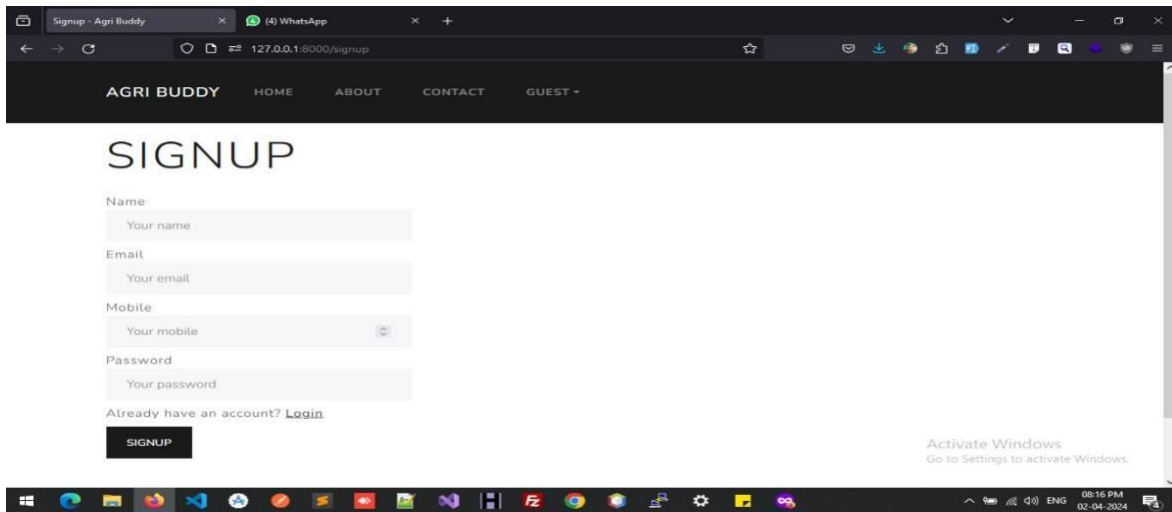 Signup - Agri Buddy
(4) WhatsApp
127.0.0.1:8000/signup
AGRI BUDDY HOME ABOUT CONTACT GUEST
SIGNUP
Name
Your name
Email
Your email
Mobile
Your mobile
Password
Your password
Already have an account? Login
SIGNUP
Activate Windows
Go to Settings to activate Windows.
ENG 08:16 PM
02-04-2024